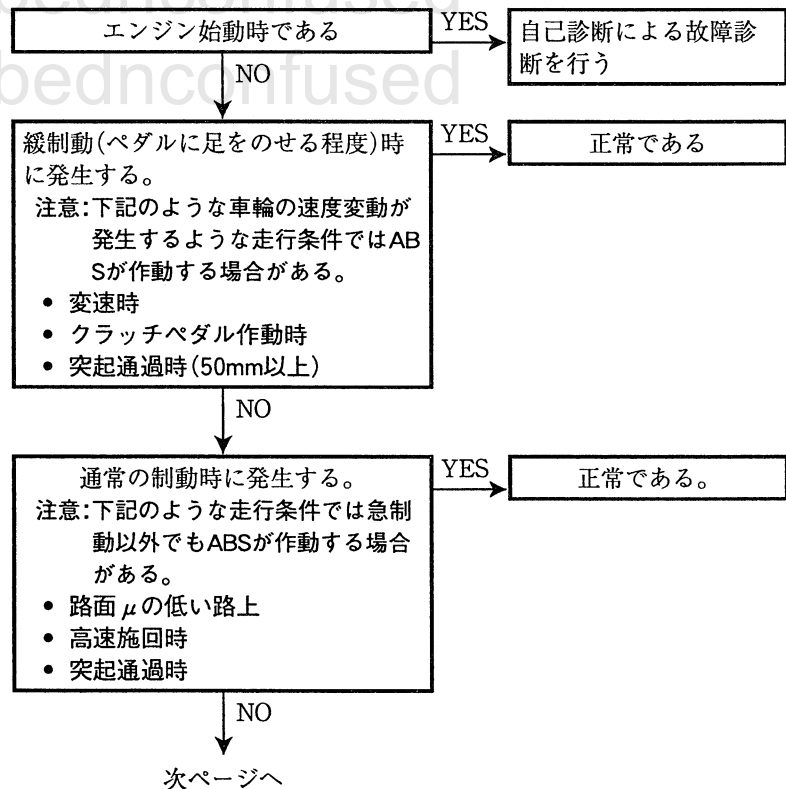 bednconfused
エンジン始動時である
YES
自己診断による故障診
断を行う
NO
bednconfused
緩制動(ペダルに足をのせる程度)時
に発生する。
注意:下記のような車輪の速度変動が
発生するような走行条件ではAB
Sが作動する場合がある。
• 変速時
• クラッチペダル作動時
• 突起通過時(50mm以上)
YES
正常である
NO
通常の制動時に発生する。
注意:下記のような走行条件では急制
動以外でもABSが作動する場合
がある。
• 路面μの低い路上
• 高速施回時
• 突起通過時
YES
正常である。
NO
次ページへ